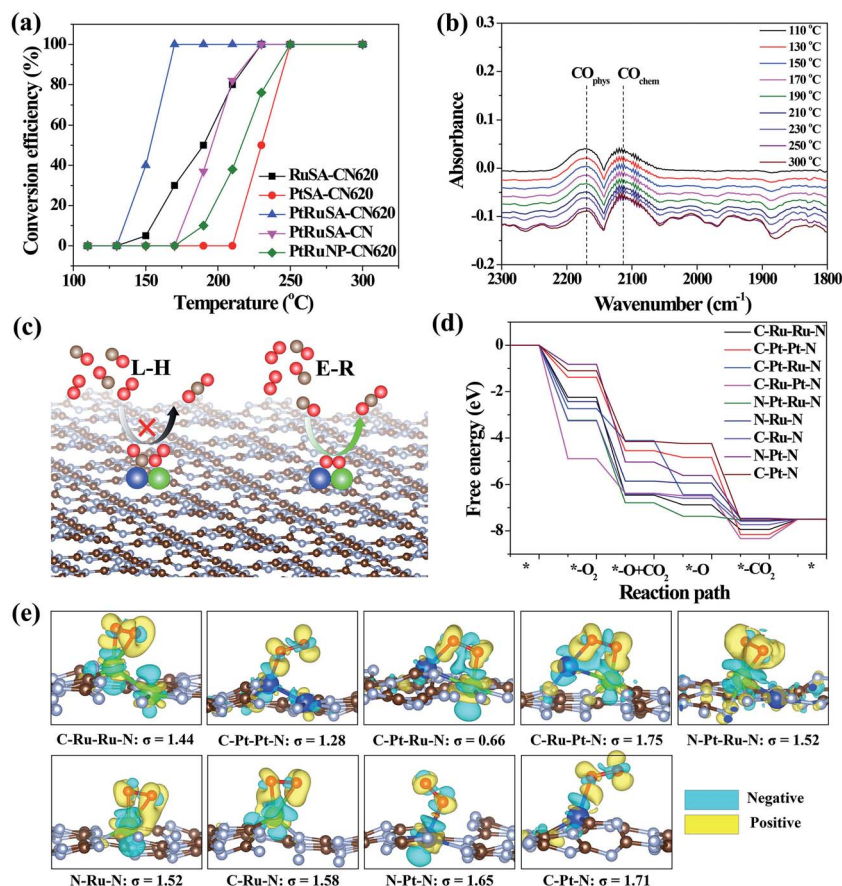 (a)
100
80
60
40
20
0
Conversion efficiency (%)
RuSA-CN620
PtSA-CN620
PtRuSA-CN620
PtRuSA-CN
PtRuNP-CN620
100
150
200
250
300
Temperature (°C)
(b)
0.3
0.2
0.1
0.0
-0.1
-0.2
Absorbance
COphys
COchem
110 °C
130 °C
150 °C
170 °C
190 °C
210 °C
230 °C
250 °C
300 °C
2300
2200
2100
2000
1900
1800
Wavenumber (cm⁻¹)
(c)
L-H
E-R
(d)
0
-2
-4
-6
-8
Free energy (eV)
C-Ru-Ru-N
C-Pt-Pt-N
C-Pt-Ru-N
C-Ru-Pt-N
N-Pt-Ru-N
N-Ru-N
C-Ru-N
N-Pt-N
C-Pt-N
*
*-O₂
*-O+CO₂
*-O
*-CO₂
*
Reaction path
(e)
C-Ru-Ru-N: σ = 1.44
C-Pt-Pt-N: σ = 1.28
C-Pt-Ru-N: σ = 0.66
C-Ru-Pt-N: σ = 1.75
N-Pt-Ru-N: σ = 1.52
N-Ru-N: σ = 1.52
C-Ru-N: σ = 1.58
N-Pt-N: σ = 1.65
C-Pt-N: σ = 1.71
Negative
Positive